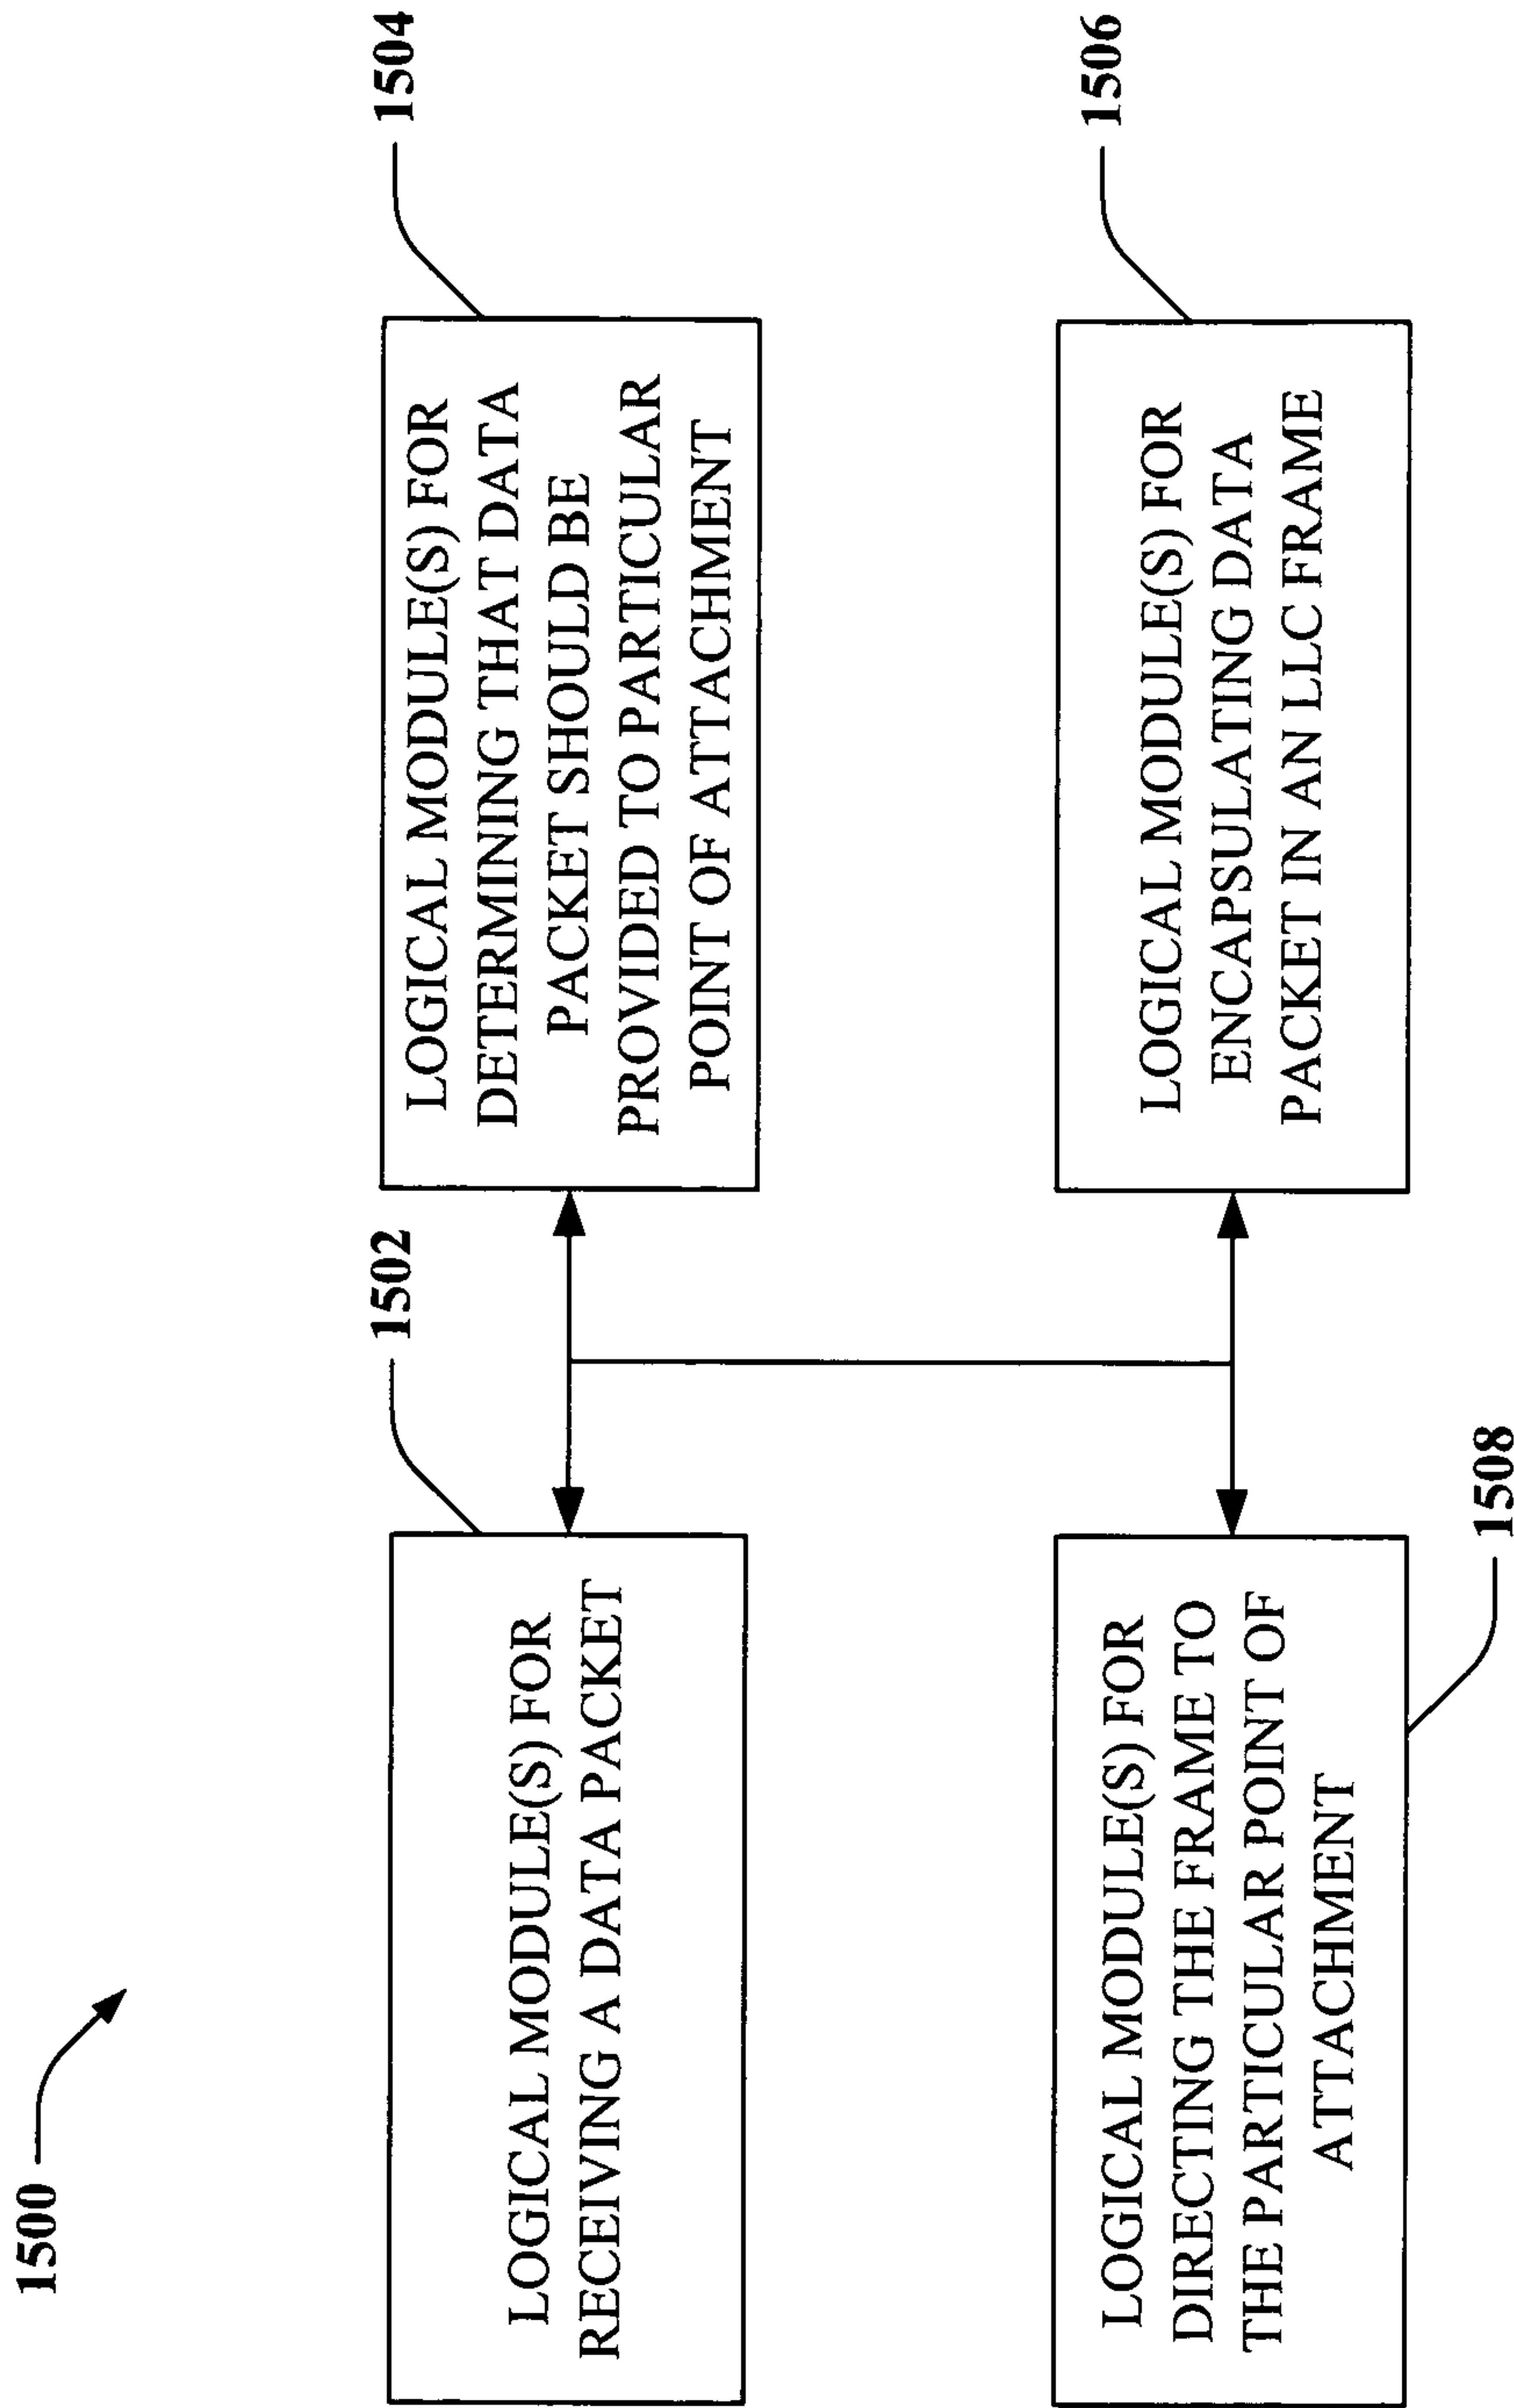 1500
1502
1504
LOGICAL MODULE(S) FOR
RECEIVING A DATA PACKET
LOGICAL MODULE(S) FOR
DETERMINING THAT DATA
PACKET SHOULD BE
PROVIDED TO PARTICULAR
POINT OF ATTACHMENT
1506
LOGICAL MODULE(S) FOR
DIRECTING THE FRAME TO
THE PARTICULAR POINT OF
ATTACHMENT
LOGICAL MODULE(S) FOR
ENCAPSULATING DATA
PACKET IN AN LLC FRAME
1508